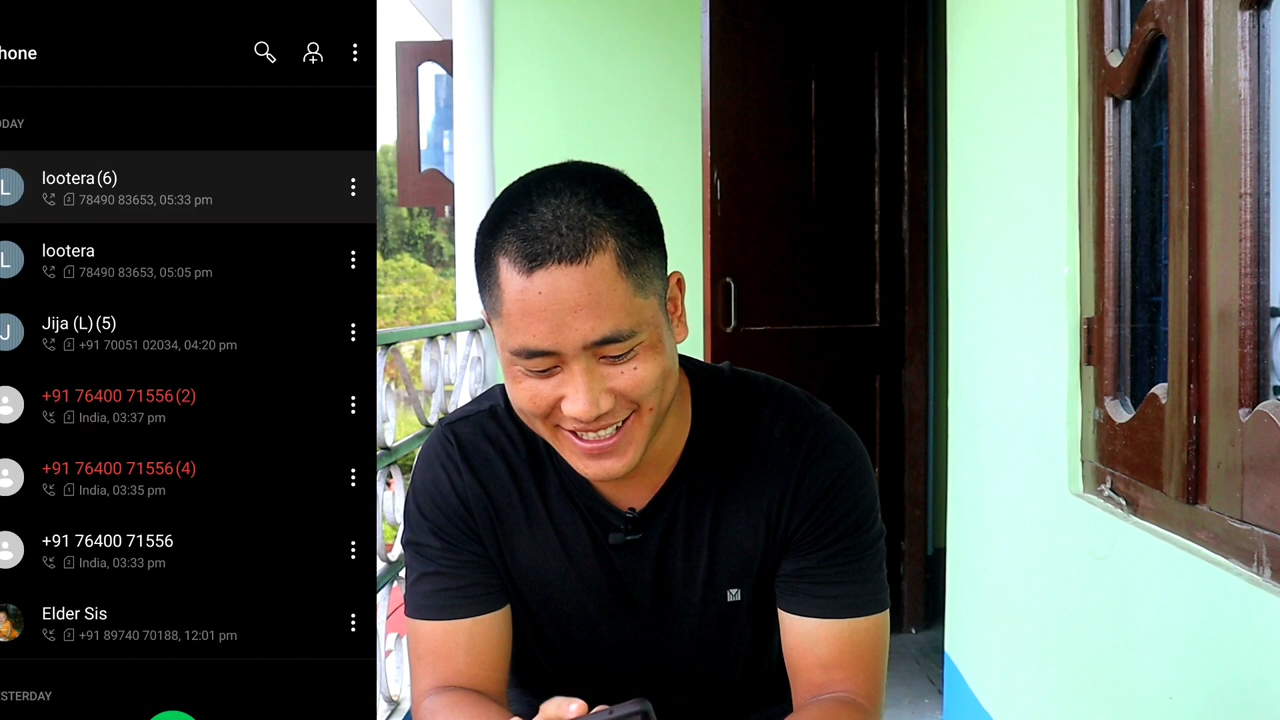 hone
ODAY
L
lootera(6)
78490 83653, 05:33 pm
L
lootera
78490 83653, 05:05 pm
J
Jija (L)(5)
+91 70051 02034, 04:20 pm
+91 76400 71556(2)
India, 03:37 pm
+91 76400 71556(4)
India, 03:35 pm
+91 76400 71556
India, 03:33 pm
Elder Sis
+91 89740 70188, 12:01 pm
ESTERDAY